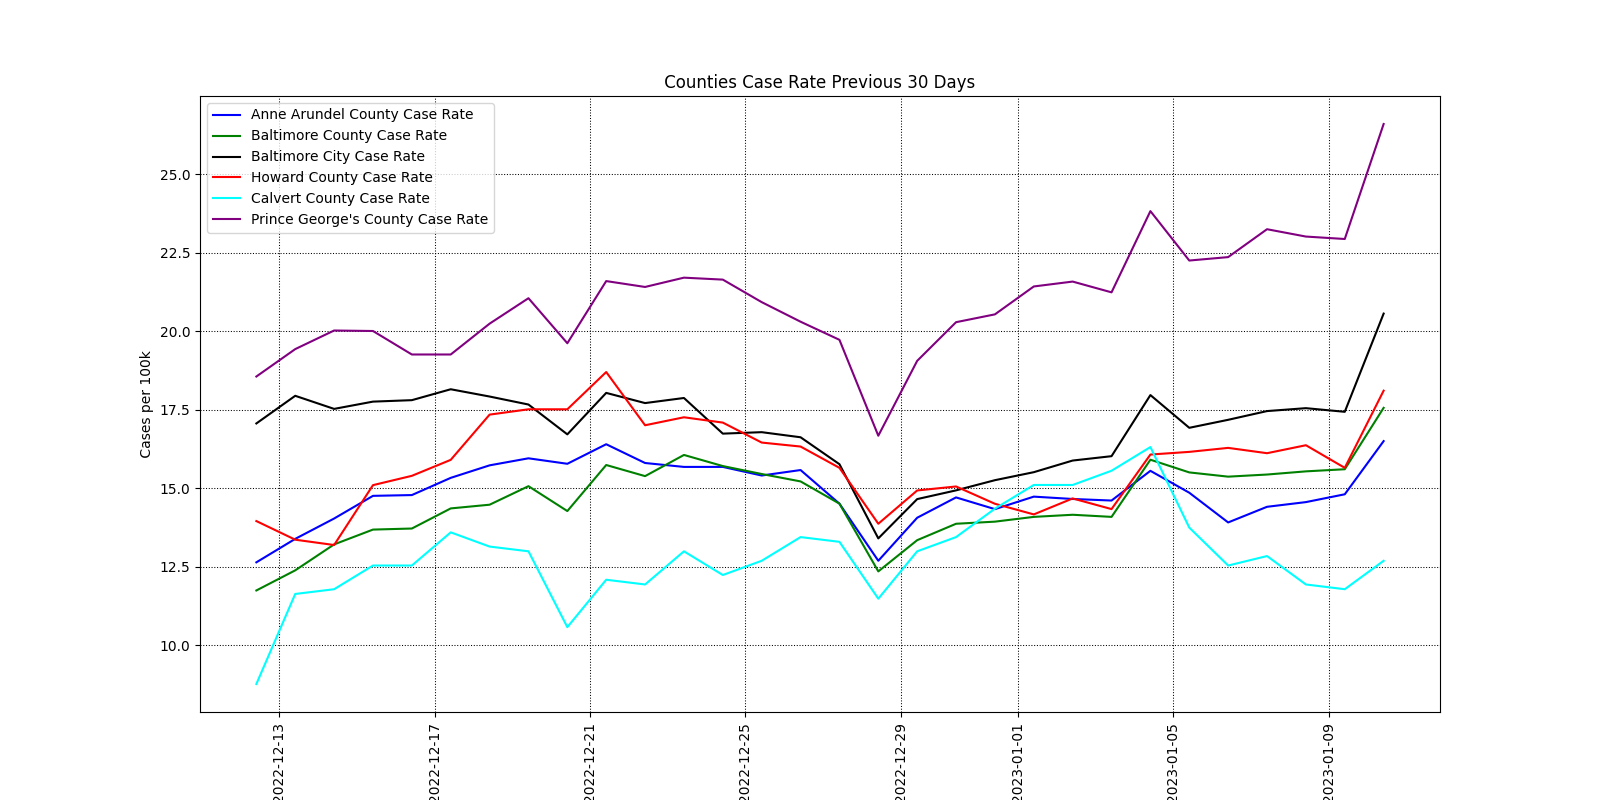 Counties Case Rate Previous 30 Days
Anne Arundel County Case Rate
Baltimore County Case Rate
Baltimore City Case Rate
Howard County Case Rate
Calvert County Case Rate
Prince George's County Case Rate
Cases per 100k
25.0
22.5
20.0
17.5
15.0
12.5
10.0
2022-12-13
2022-12-17
2022-12-21
2022-12-25
2022-12-29
2023-01-01
2023-01-05
2023-01-09